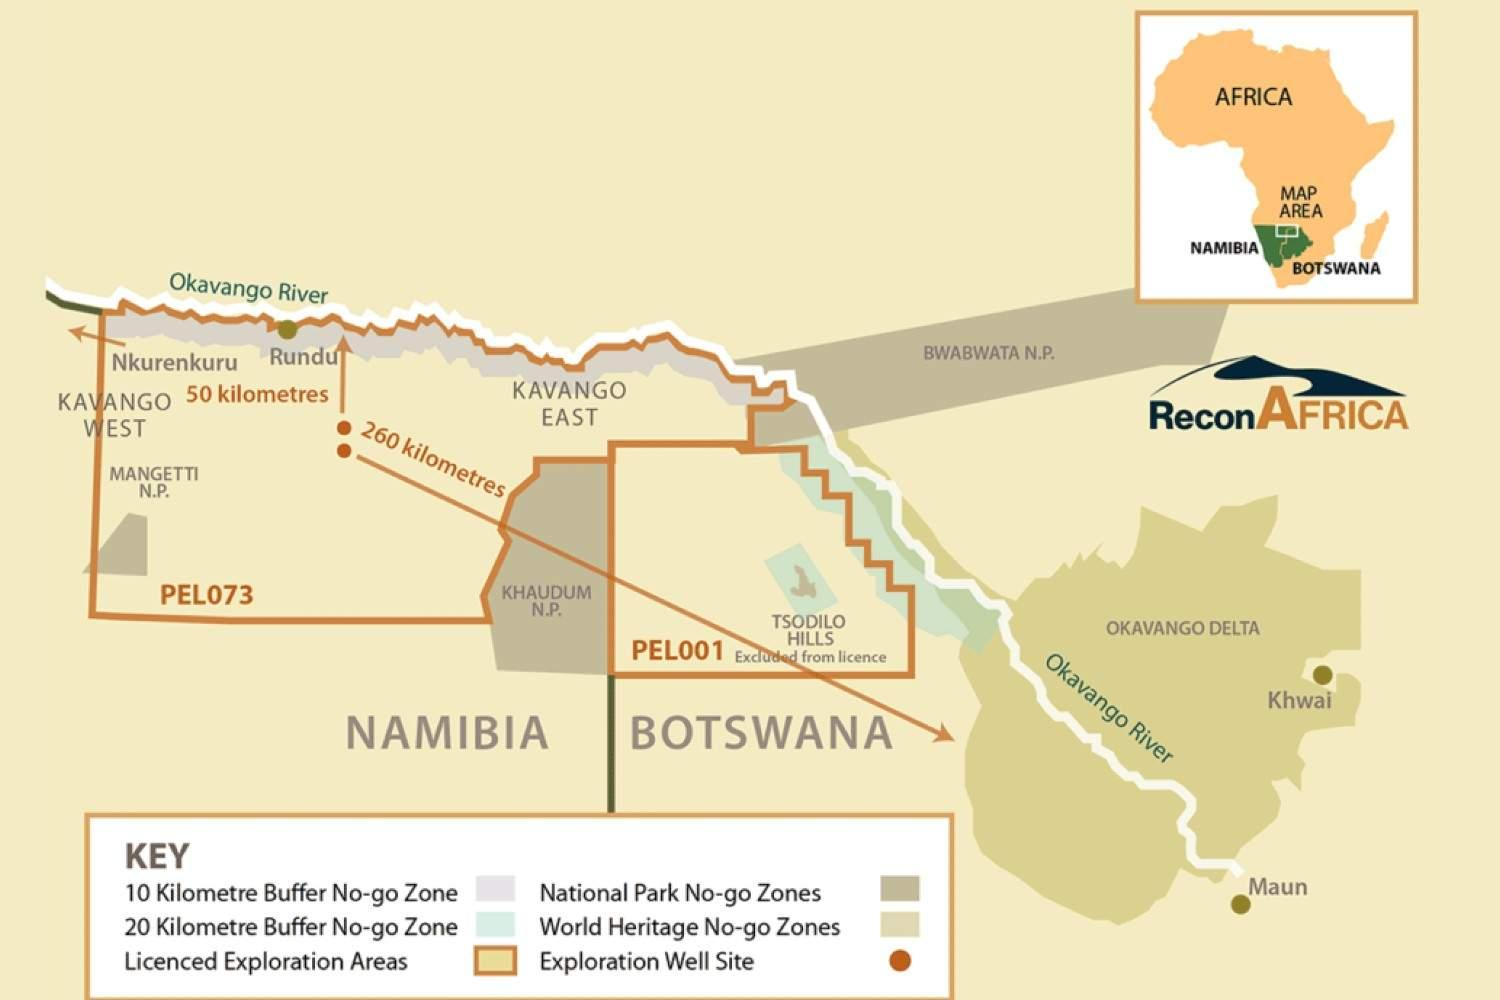 AFRICA
MAP
AREA
NAMIBIA
BOTSWANA
Okavango River
BWABWATA N.P.
ReconAFRICA
Nkurenkuru
Rundu
50 kilometres
KAVANGO
WEST
KAVANGO
EAST
260 kilometres
MANGETTI
N.P.
PEL073
KHAUDUM
N.P.
TSODILO
HILLS
Excluded from licence
PEL001
OKAVANGO DELTA
Okavango River
Khwai
NAMIBIA
BOTSWANA
Maun
KEY
10 Kilometre Buffer No-go Zone
20 Kilometre Buffer No-go Zone
Licenced Exploration Areas
National Park No-go Zones
World Heritage No-go Zones
Exploration Well Site